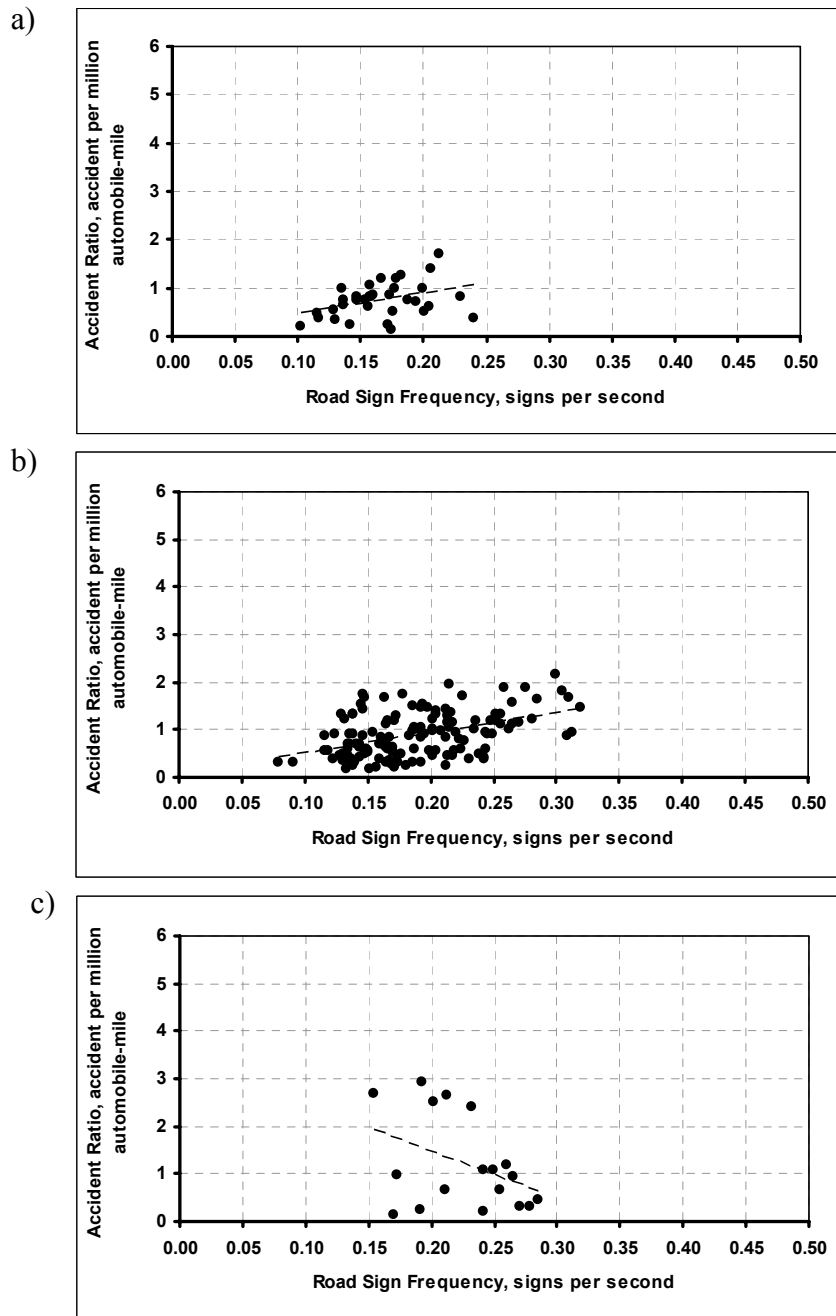 a)
Accident Ratio, accident per million
automobile-mile
6
5
4
3
2
1
0
0.00 0.05 0.10 0.15 0.20 0.25 0.30 0.35 0.40 0.45 0.50
Road Sign Frequency, signs per second
b)
Accident Ratio, accident per million
automobile-mile
6
5
4
3
2
1
0
0.00 0.05 0.10 0.15 0.20 0.25 0.30 0.35 0.40 0.45 0.50
Road Sign Frequency, signs per second
c)
Accident Ratio, accident per million
automobile-mile
6
5
4
3
2
1
0
0.00 0.05 0.10 0.15 0.20 0.25 0.30 0.35 0.40 0.45 0.50
Road Sign Frequency, signs per second